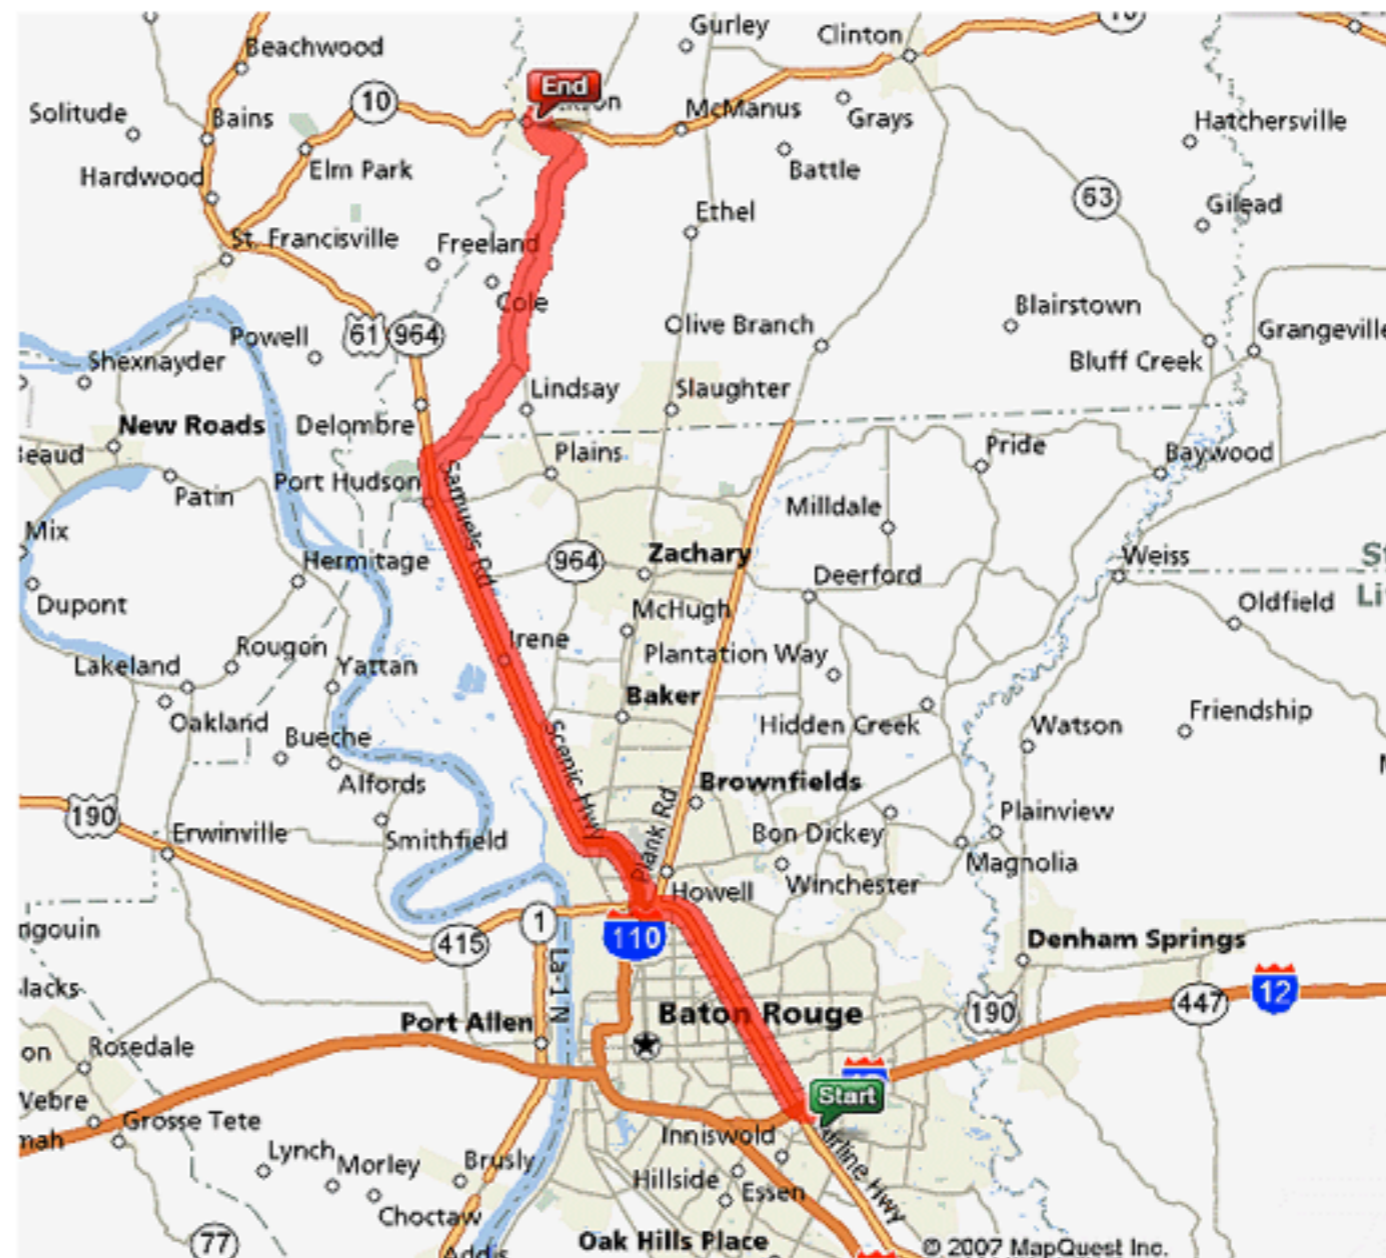 Gurley
Clinton
10
Beachwood
End
Solitude
Bains
10
McManus
Grays
Hatchersville
Elm Park
Battle
Hardwood
63
Gilead
St. Francisville
Ethel
Freeland
Cole
Blairstown
Powell
61
964
Olive Branch
Grangeville
Shexnayder
Bluff Creek
Lindsay
Slaughter
New Roads
Delombre
Plains
Pride
Baywood
Port Hudson
Patin
Samuels Rd
Milldale
Mix
Hermitage
964
Zachary
Weiss
Deerford
Dupont
McHugh
Oldfield
Irene
Rougon
Lakeland
Yattan
Plantation Way
Baker
Oakland
Bueche
Scenic Hwy
Hidden Creek
Watson
Friendship
Alfords
Brownfields
190
Plank Rd
Plainview
Erwinville
Smithfield
Bon Dickey
Magnolia
Howell
Winchester
1
415
110
Denham Springs
La-1 N
12
447
190
Baton Rouge
Port Allen
Rosedale
Start
Grosse Tete
Inniswold
Lynch
Morley
Brusly
Hillside
Essen
Choctaw
Hwy
77
Addis
Oak Hills Place
© 2007 MapQuest Inc.